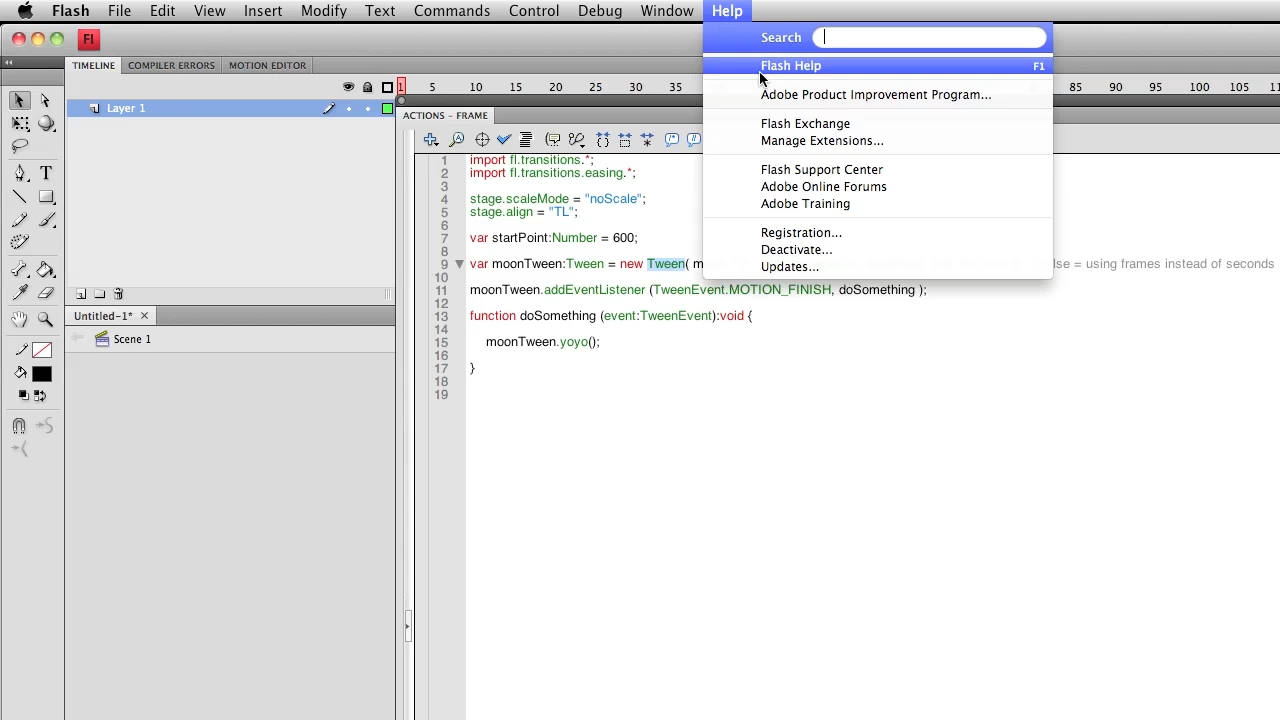 Flash File Edit View Insert Modify Text Commands Control Debug Window Help
Search
Fl
TIMELINE COMPILER ERRORS MOTION EDITOR
Flash Help F1
1 5 10 15 20 25 30 35
85 90 95 100 105
Adobe Product Improvement Program...
Layer 1
ACTIONS – FRAME
Flash Exchange
Manage Extensions...
Flash Support Center
Adobe Online Forums
Adobe Training
Registration...
Deactivate...
Updates...
1 import fl.transitions.*;
2 import fl.transitions.easing.*;
3
4 stage.scaleMode = "noScale";
5 stage.align = "TL";
6
7 var startPoint:Number = 600;
8
9 var moonTween:Tween = new Tween( m lse = using frames instead of seconds
10
11 moonTween.addEventListener (TweenEvent.MOTION_FINISH, doSomething );
12
13 function doSomething (event:TweenEvent):void {
14
15 moonTween.yoyo();
16
17 }
18
19
Untitled-1*
Scene 1